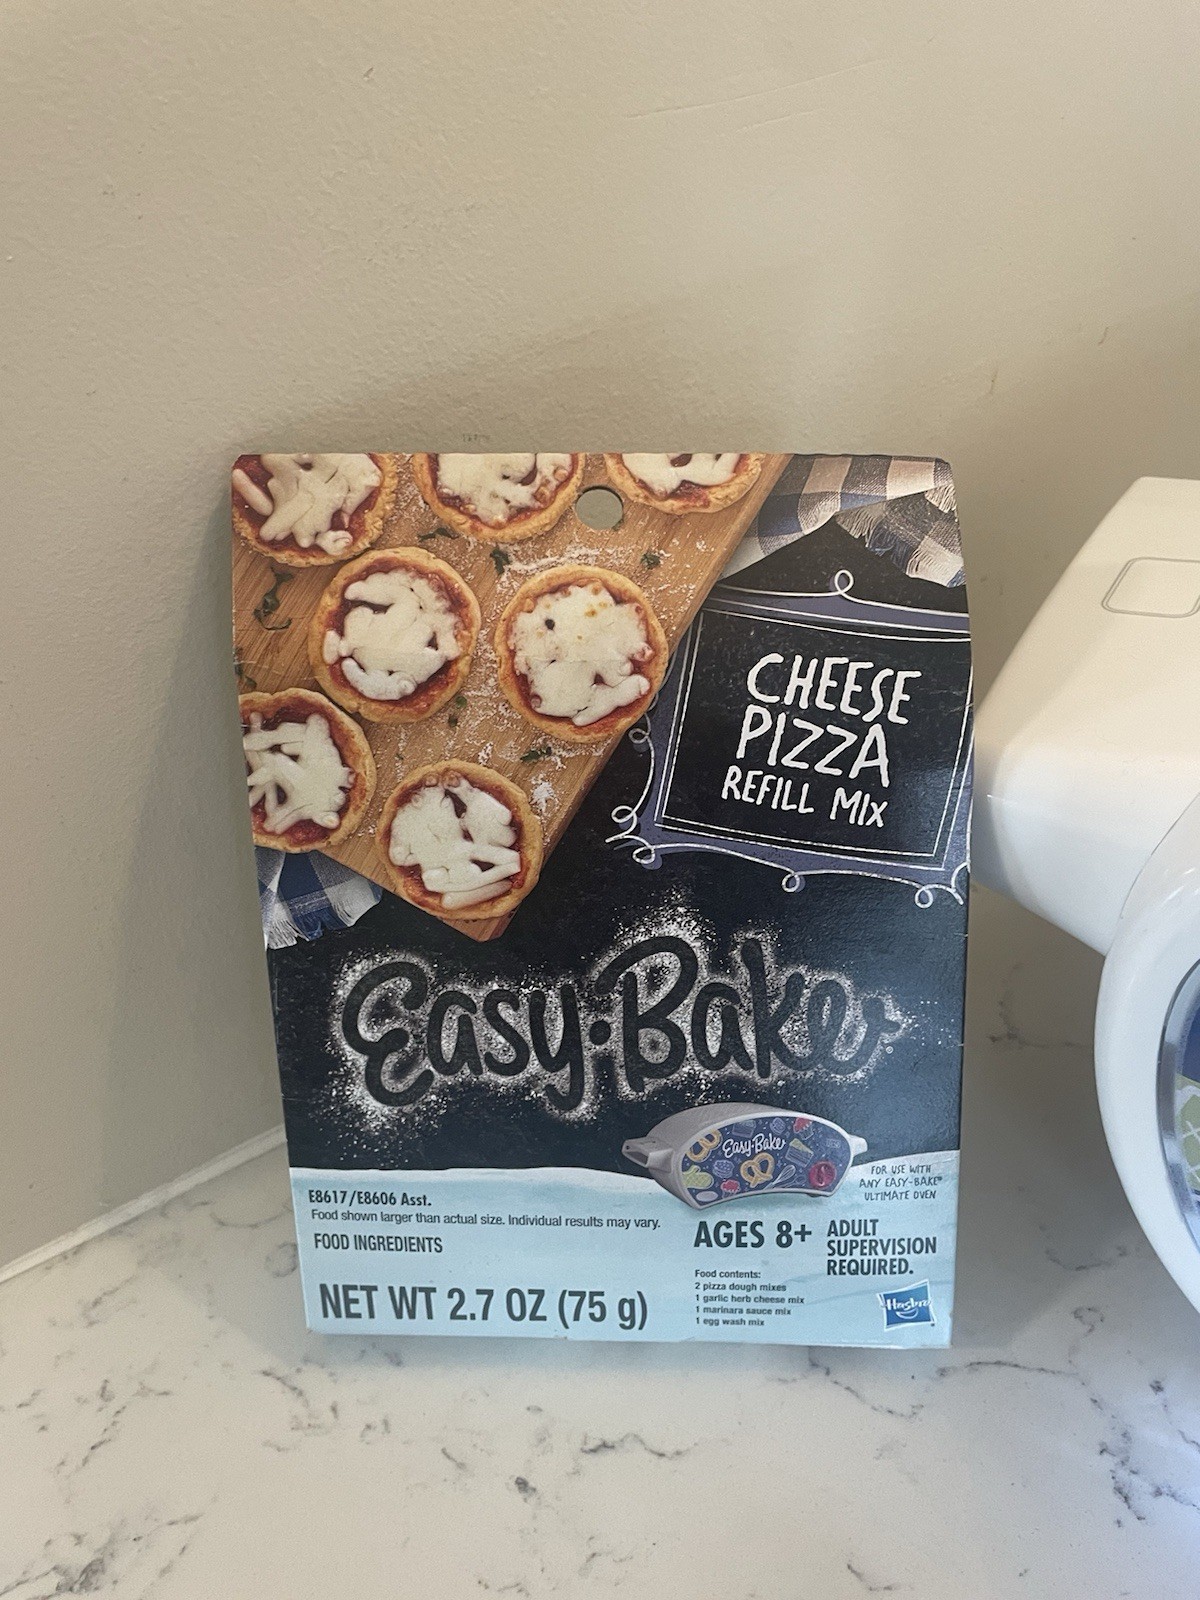 CHEESE
PIZZA
REFILL MIX
Easy-Bake
Easy-Bake
FOR USE WITH
ANY EASY-BAKE®
ULTIMATE OVEN
E8617/E8606 Asst.
Food shown larger than actual size. Individual results may vary.
FOOD INGREDIENTS
NET WT 2.7 OZ (75 g)
AGES 8+
ADULT
SUPERVISION
REQUIRED.
Food contents:
2 pizza dough mixes
1 garlic herb cheese mix
1 marinara sauce mix
1 egg wash mix
Hasbro